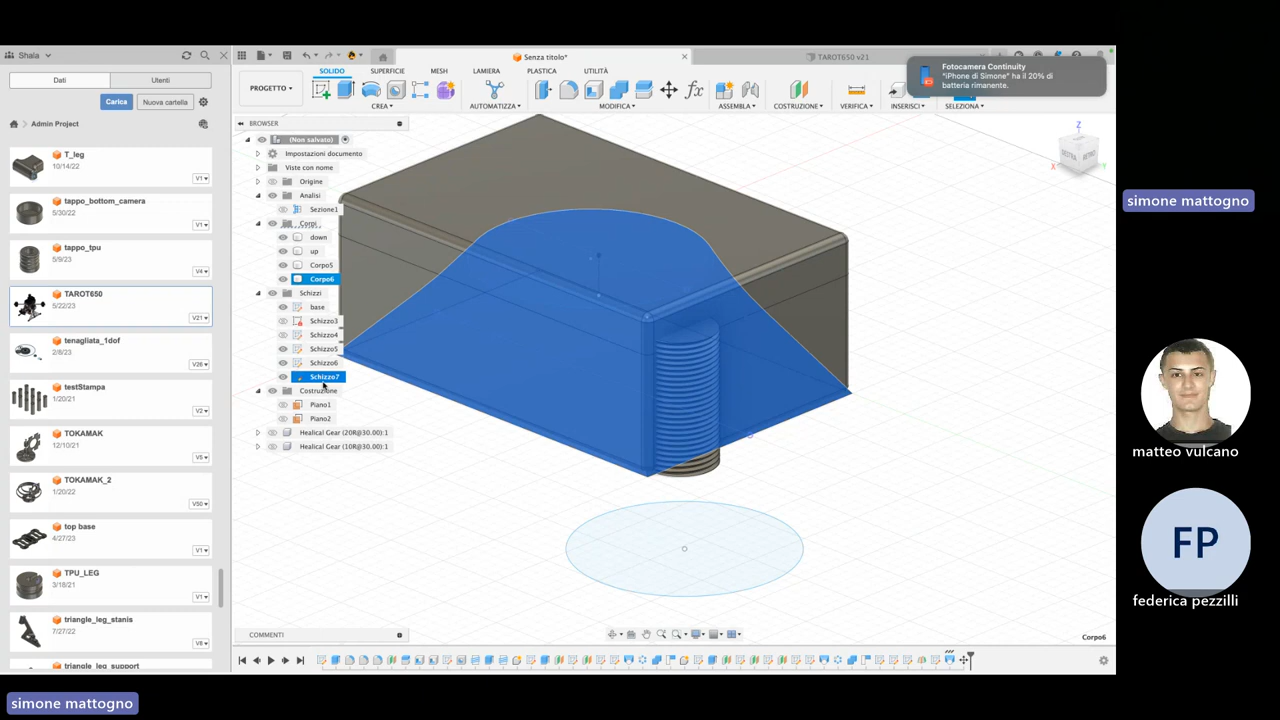 Shala
Dati
Utenti
Carica
Nuova cartella
Admin Project
T_leg
10/14/22
V1
tappo_bottom_camera
5/30/22
V1
tappo_tpu
5/9/23
V4
TAROT650
5/22/23
V21
tenagliata_1dof
2/8/23
V26
testStampa
1/20/21
V2
TOKAMAK
12/10/21
V5
TOKAMAK_2
1/20/22
V50
top base
4/27/23
V1
TPU_LEG
3/18/21
V1
triangle_leg_stanis
7/27/22
V8
triangle_leg_support
Senza titolo*
TAROT650 v21
Fotocamera Continuity
"iPhone di Simone" ha il 20% di
batteria rimanente.
PROGETTO
SOLIDO
SUPERFICIE
MESH
LAMIERA
PLASTICA
UTILITÀ
CREA
AUTOMATIZZA
MODIFICA
ASSEMBLA
COSTRUZIONE
VERIFICA
INSERISCI
SELEZIONA
fx
BROWSER
(Non salvato)
Impostazioni documento
Viste con nome
Origine
Analisi
Sezione1
Corpi
down
up
Corpo5
Corpo6
Schizzi
base
Schizzo3
Schizzo4
Schizzo5
Schizzo6
Schizzo7
Costruzione
Piano1
Piano2
Healical Gear (20R@30.00):1
Healical Gear (10R@30.00):1
Z
X
Y
DESTRA
RETRO
COMMENTI
Corpo6
simone mattogno
matteo vulcano
FP
federica pezzilli
simone mattogno